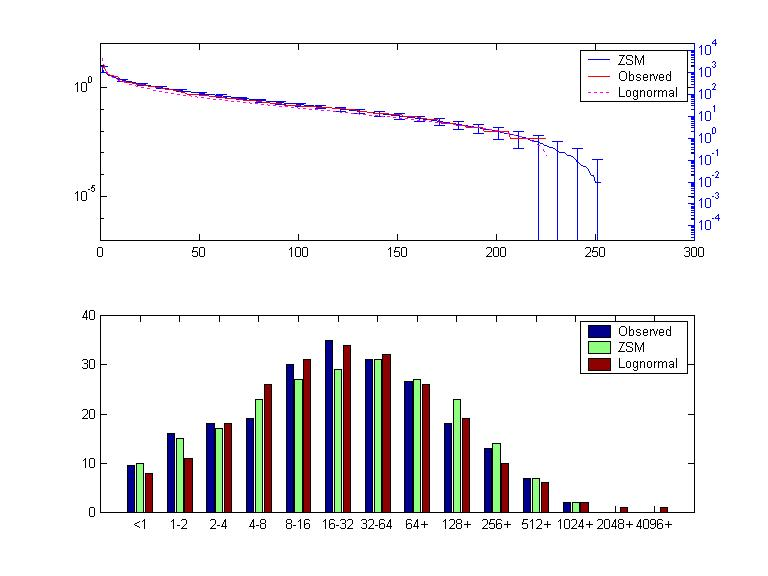 10^0
10^-5
10^4
10^3
10^2
10^1
10^0
10^-1
10^-2
10^-3
10^-4
ZSM
Observed
Lognormal
0 50 100 150 200 250 300
40
30
20
10
0
Observed
ZSM
Lognormal
<1 1-2 2-4 4-8 8-16 16-32 32-64 64+ 128+ 256+ 512+ 1024+ 2048+ 4096+